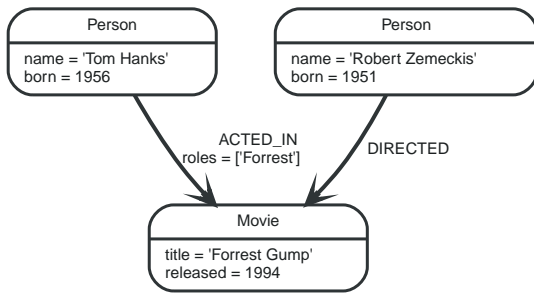 Person
name = 'Tom Hanks'
born = 1956
Person
name = 'Robert Zemeckis'
born = 1951
ACTED_IN
roles = ['Forrest']
DIRECTED
Movie
title = 'Forrest Gump'
released = 1994